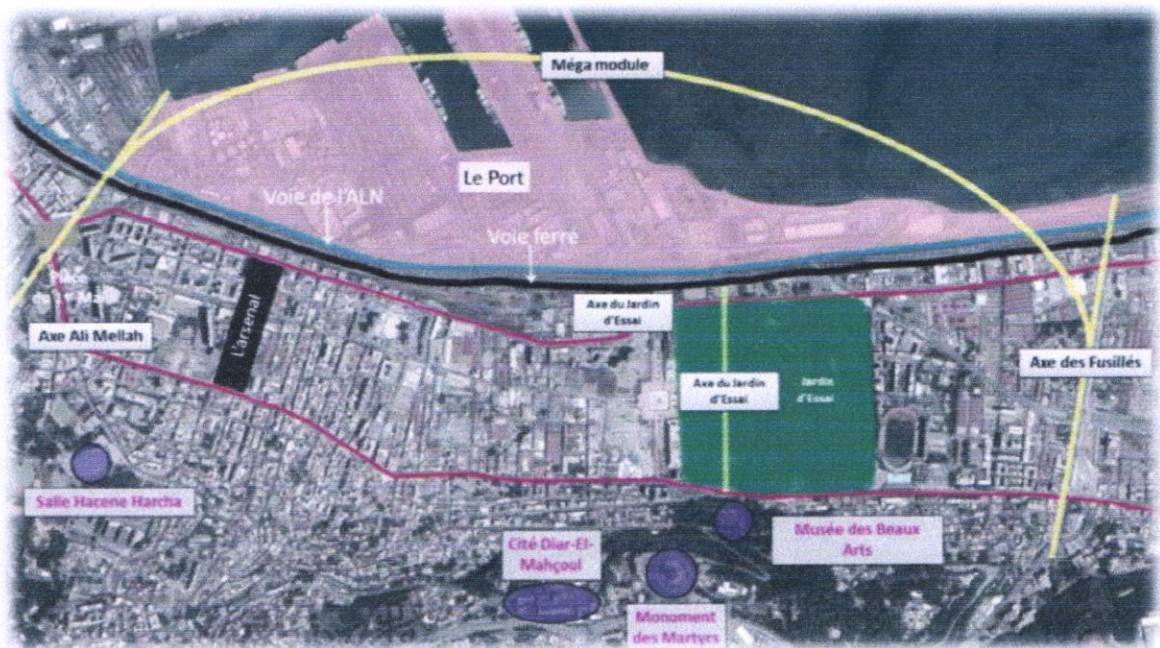 Méga module
Le Port
Voie de l'ALN
Voie ferré
Axe du Jardin
d'Essai
L'arsenal
Axe Ali Mellah
Axe du Jardin
d'Essai
Jardin
d'Essai
Axe des Fusillés
Salle Hacene Harcha
Cité Diar-El-
Mahçoul
Musée des Beaux
Arts
Monument
des Martyrs